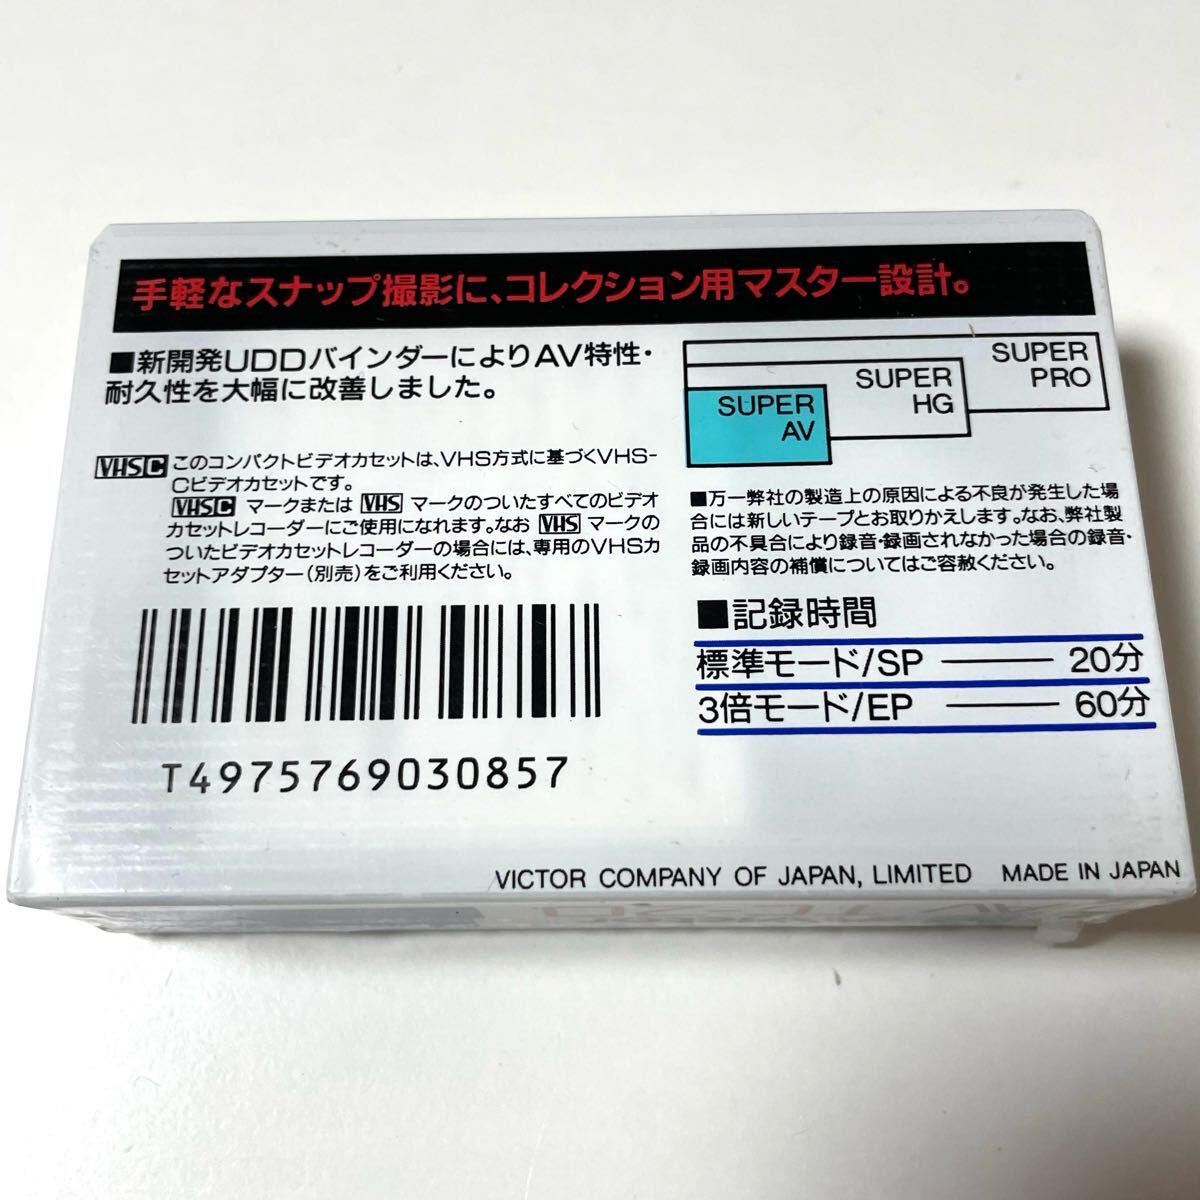 手軽なスナップ撮影に、コレクション用マスター設計。
■新開発UDDバインダーによりAV特性・
耐久性を大幅に改善しました。
SUPER
PRO
SUPER
HG
SUPER
AV
VHS C このコンパクトビデオカセットは、VHS方式に基づくVHS-
Cビデオカセットです。
VHS C マークまたは VHS マークのついたすべてのビデオ
カセットレコーダーにご使用になれます。なお VHS マークの
ついたビデオカセットレコーダーの場合には、専用のVHSカ
セットアダプター(別売)をご利用ください。
■万一弊社の製造上の原因による不良が発生した場
合には新しいテープとお取りかえします。なお、弊社製
品の不具合により録音・録画されなかった場合の録音・
録画内容の補償についてはご容赦ください。
■記録時間
標準モード/SP —— 20分
3倍モード/EP —— 60分
T4975769030857
VICTOR COMPANY OF JAPAN, LIMITED MADE IN JAPAN